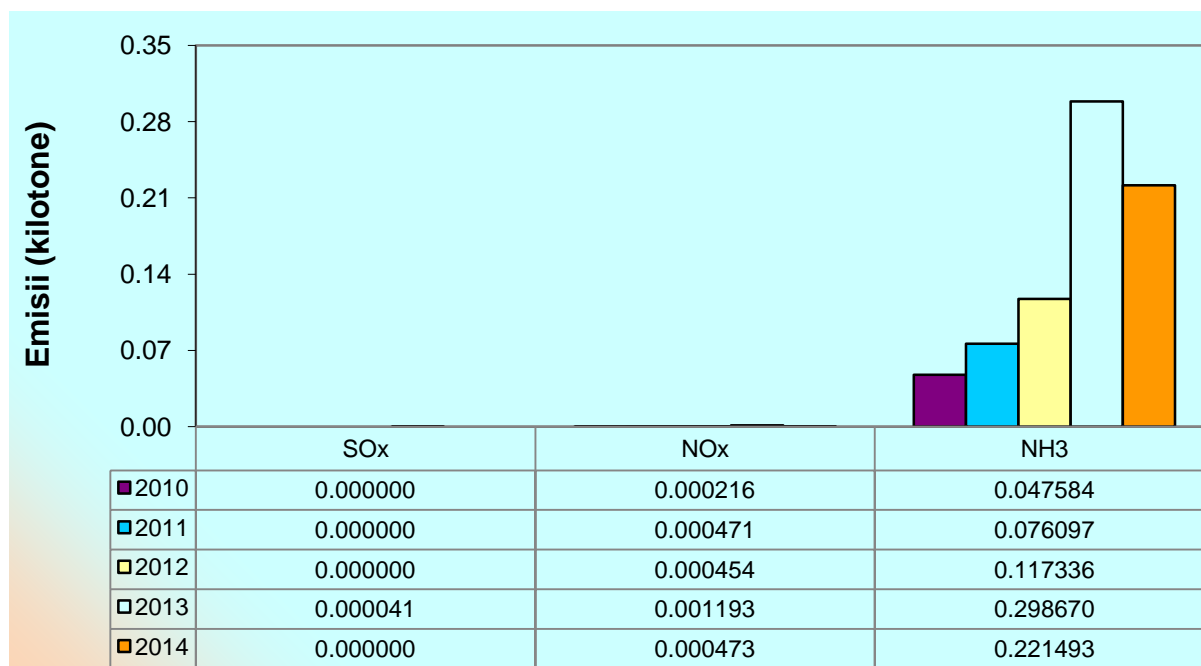 Emisii (kilotone)
0.35
0.28
0.21
0.14
0.07
0.00
SOx NOx NH3
2010 0.000000 0.000216 0.047584
2011 0.000000 0.000471 0.076097
2012 0.000000 0.000454 0.117336
2013 0.000041 0.001193 0.298670
2014 0.000000 0.000473 0.221493